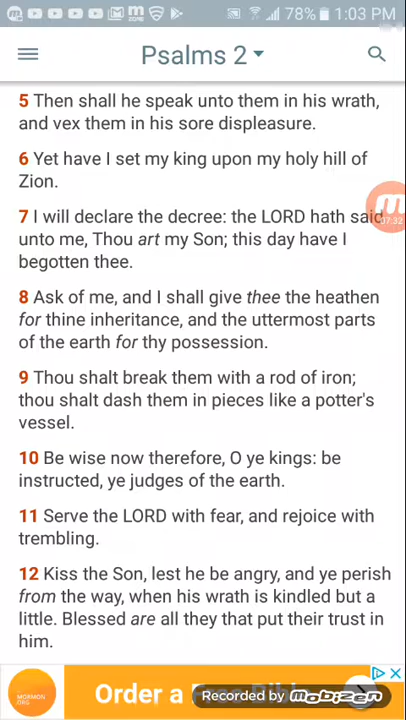 78% 1:03 PM
Psalms 2
5 Then shall he speak unto them in his wrath,
and vex them in his sore displeasure.
6 Yet have I set my king upon my holy hill of
Zion.
7 I will declare the decree: the LORD hath said
unto me, Thou art my Son; this day have I
begotten thee.
07:32
8 Ask of me, and I shall give thee the heathen
for thine inheritance, and the uttermost parts
of the earth for thy possession.
9 Thou shalt break them with a rod of iron;
thou shalt dash them in pieces like a potter's
vessel.
10 Be wise now therefore, O ye kings: be
instructed, ye judges of the earth.
11 Serve the LORD with fear, and rejoice with
trembling.
12 Kiss the Son, lest he be angry, and ye perish
from the way, when his wrath is kindled but a
little. Blessed are all they that put their trust in
him.
MORMON
.ORG
Order a
Recorded by mobizen